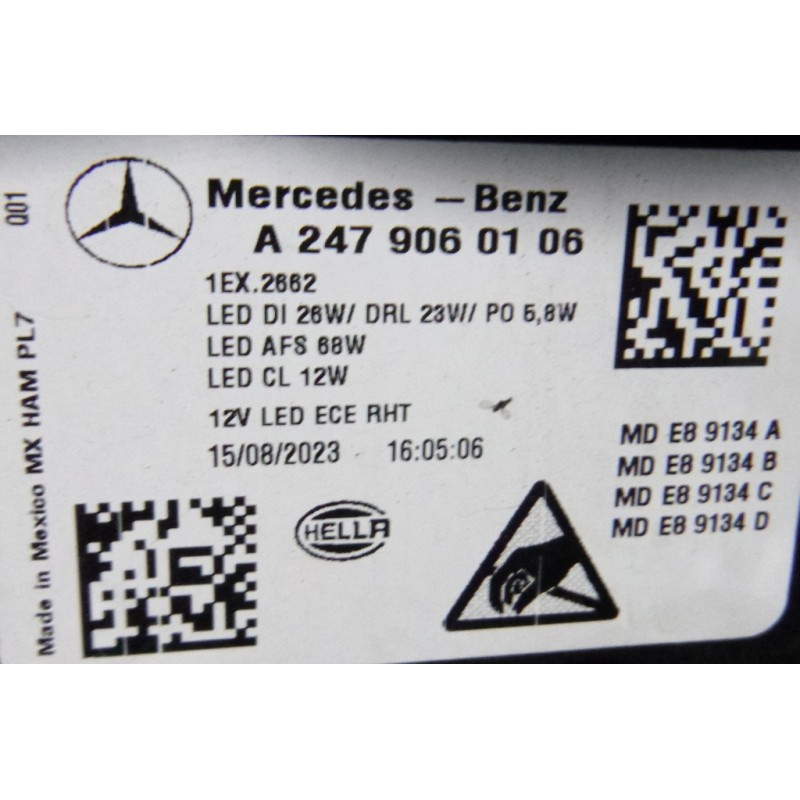 Mercedes - Benz
A 247 906 01 06
1EX.2662
LED DI 26W/ DRL 23W// PO 5,8W
LED AFS 68W
LED CL 12W
12V LED ECE RHT
15/08/2023 16:05:06
MD E8 9134 A
MD E8 9134 B
MD E8 9134 C
MD E8 9134 D
HELLA
Q01
Made in Mexico MX HAM PL7